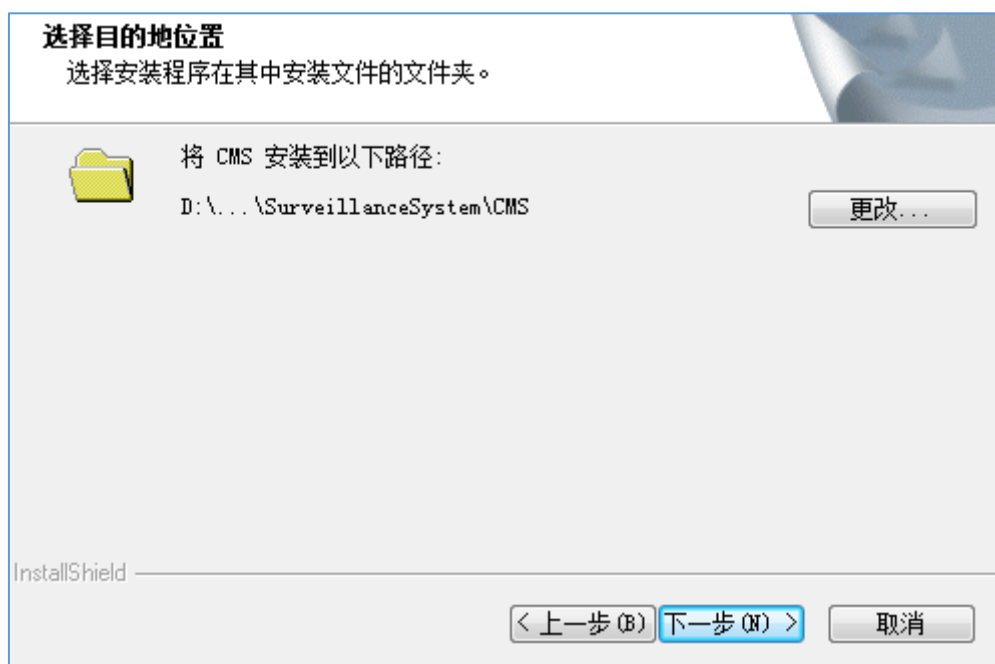 选择目的地位置
选择安装程序在其中安装文件的文件夹。
将 CMS 安装到以下路径:
D:\...\SurveillanceSystem\CMS
更改...
InstallShield
< 上一步(B) 下一步(N) > 取消